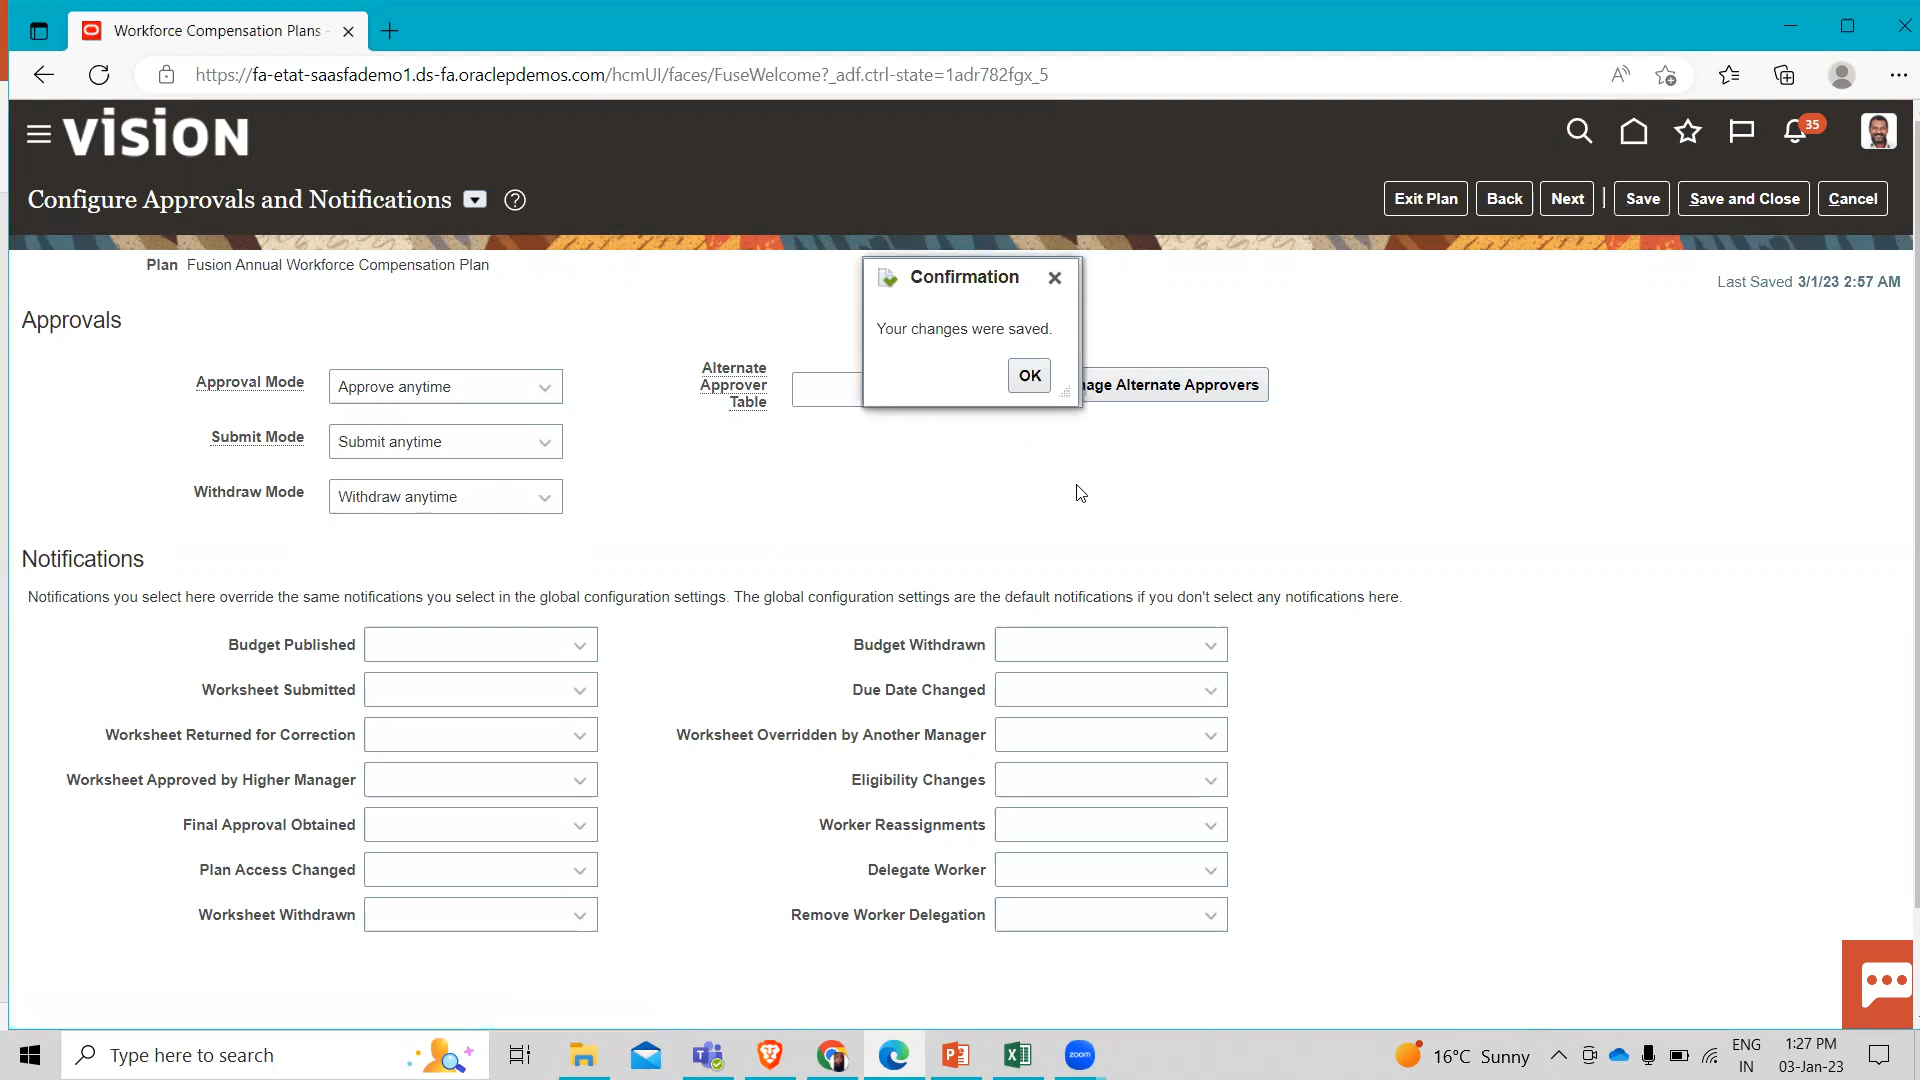 Workforce Compensation Plans -
https://fa-etat-saasfademo1.ds-fa.oraclepdemos.com/hcmUI/faces/FuseWelcome?_adf.ctrl-state=1adr782fgx_5
VISION
35
Configure Approvals and Notifications
Exit Plan Back Next Save Save and Close Cancel
Plan Fusion Annual Workforce Compensation Plan
Last Saved 3/1/23 2:57 AM
Confirmation
Your changes were saved.
OK
Approvals
Approval Mode Approve anytime
Alternate
Approver
Table
age Alternate Approvers
Submit Mode Submit anytime
Withdraw Mode Withdraw anytime
Notifications
Notifications you select here override the same notifications you select in the global configuration settings. The global configuration settings are the default notifications if you don't select any notifications here.
Budget Published Budget Withdrawn
Worksheet Submitted Due Date Changed
Worksheet Returned for Correction Worksheet Overridden by Another Manager
Worksheet Approved by Higher Manager Eligibility Changes
Final Approval Obtained Worker Reassignments
Plan Access Changed Delegate Worker
Worksheet Withdrawn Remove Worker Delegation
Type here to search
zoom
16°C Sunny
ENG
IN
1:27 PM
03-Jan-23